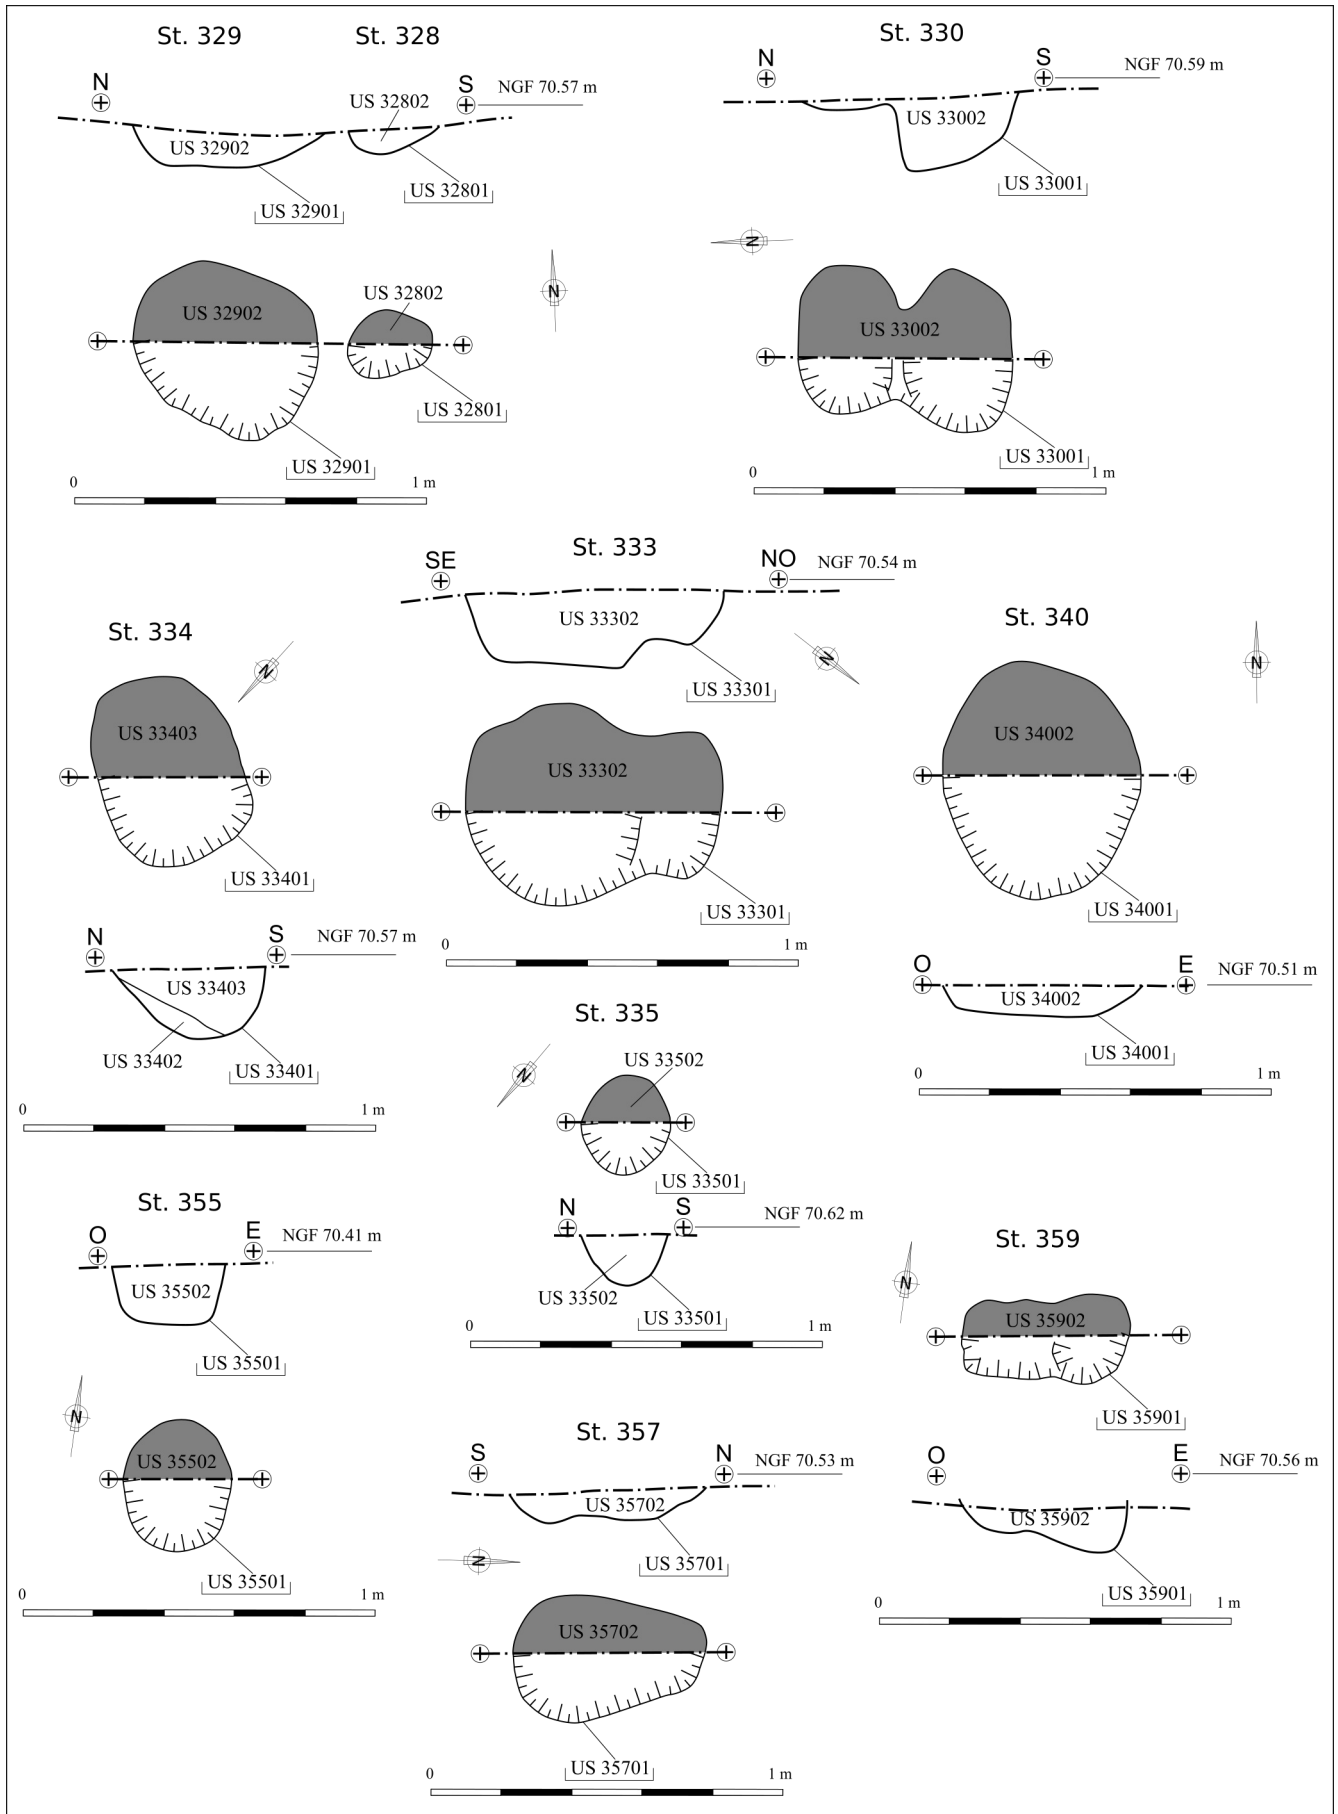 St. 329
St. 328
N
S
NGF 70.57 m
US 32802
US 32902
US 32801
US 32901
N
US 32902
US 32802
US 32801
US 32901
0
1 m
St. 330
N
S
NGF 70.59 m
US 33002
US 33001
N
US 33002
US 33001
0
1 m
St. 333
SE
NO
NGF 70.54 m
US 33302
US 33301
N
US 33302
US 33301
0
1 m
St. 334
N
US 33403
US 33401
N
S
NGF 70.57 m
US 33403
US 33402
US 33401
0
1 m
St. 340
N
US 34002
US 34001
O
E
NGF 70.51 m
US 34002
US 34001
0
1 m
St. 335
N
US 33502
US 33501
N
S
NGF 70.62 m
US 33502
US 33501
0
1 m
St. 355
O
E
NGF 70.41 m
US 35502
US 35501
N
US 35502
US 35501
0
1 m
St. 359
N
US 35902
US 35901
O
E
NGF 70.56 m
US 35902
US 35901
0
1 m
St. 357
S
N
NGF 70.53 m
US 35702
US 35701
N
US 35702
US 35701
0
1 m